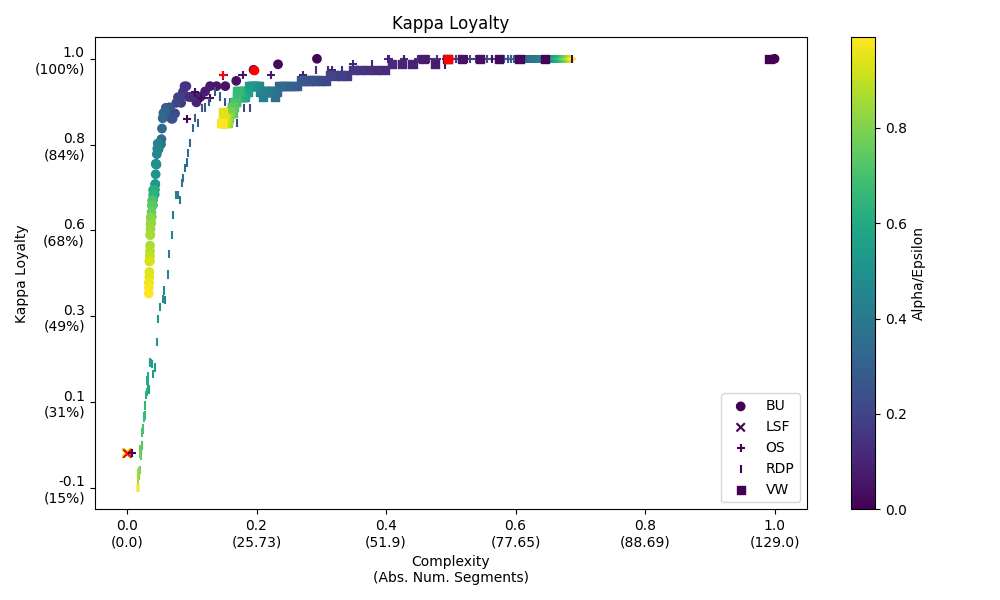 Kappa Loyalty
1.0
(100%)
0.8
(84%)
0.6
(68%)
0.3
(49%)
0.1
(31%)
-0.1
(15%)
Kappa Loyalty
0.0
(0.0)
0.2
(25.73)
0.4
(51.9)
0.6
(77.65)
0.8
(88.69)
1.0
(129.0)
Complexity
(Abs. Num. Segments)
BU
LSF
OS
RDP
VW
0.8
0.6
0.4
0.2
0.0
Alpha/Epsilon